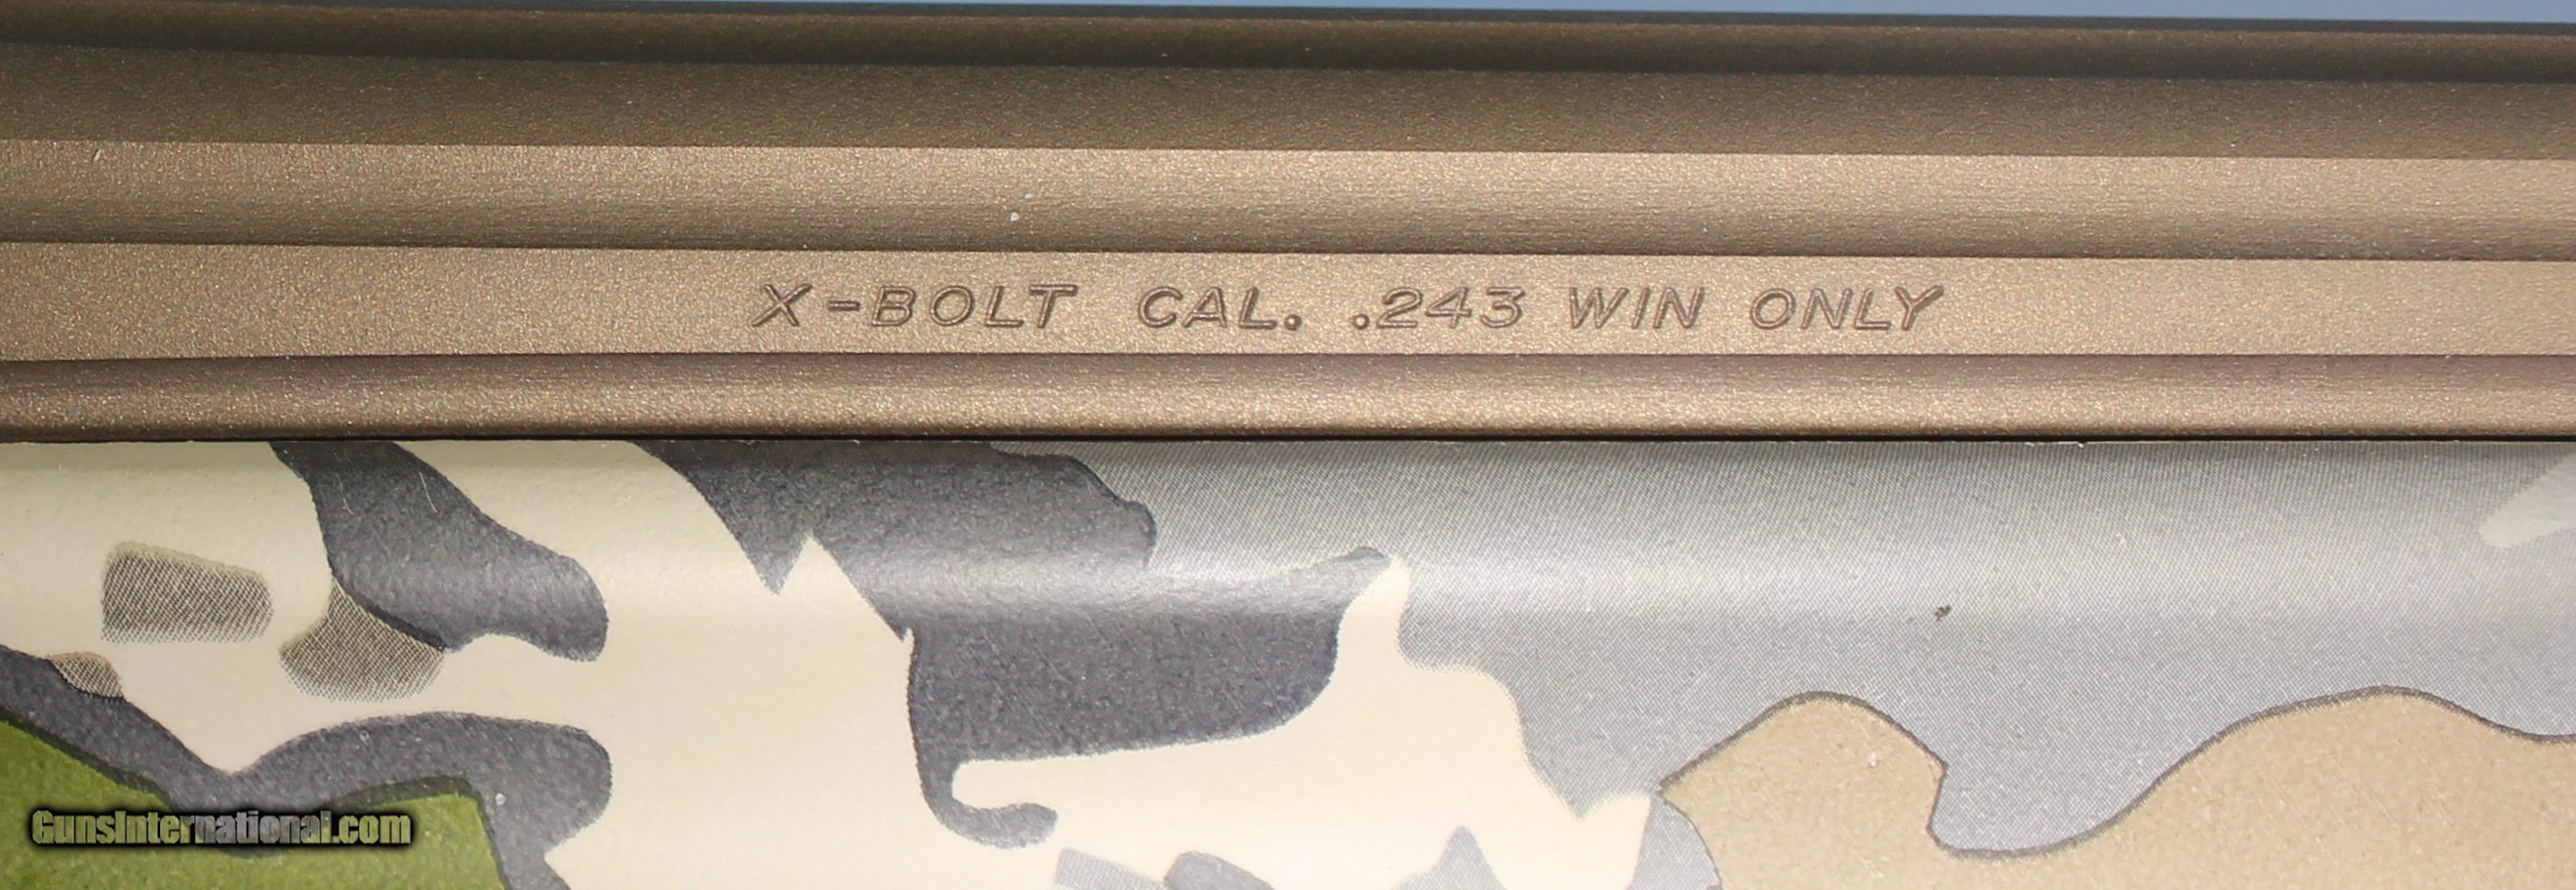 X-BOLT CAL. .243 WIN ONLY
GunsInternational.com